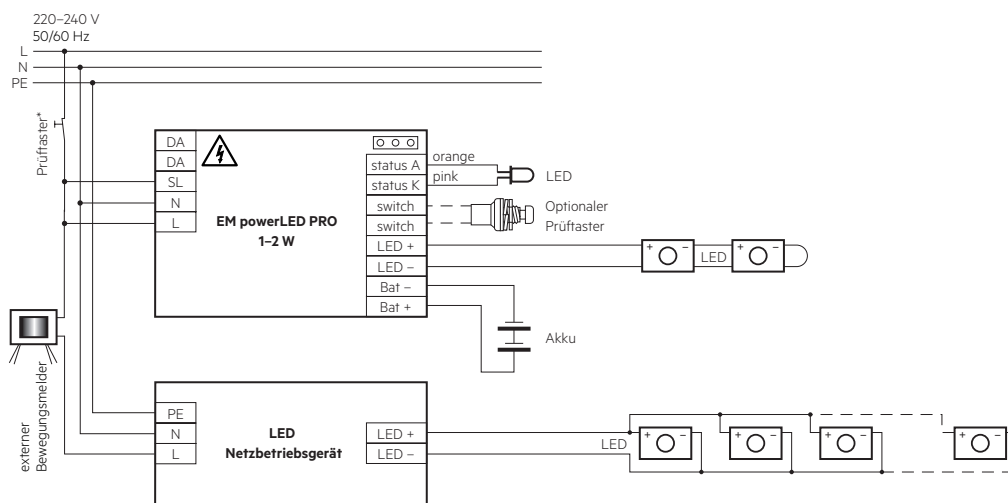 220–240 V
50/60 Hz
L
N
PE
Prüftaster*
DA
DA
SL
N
L
EM powerLED PRO
1–2 W
status A
status K
switch
switch
LED +
LED –
Bat –
Bat +
orange
pink
LED
Optionaler
Prüftaster
+ –
LED
+ –
Akku
externer
Bewegungsmelder
PE
N
L
LED
Netzbetriebsgerät
LED +
LED –
LED
+ –
+ –
+ –
+ –